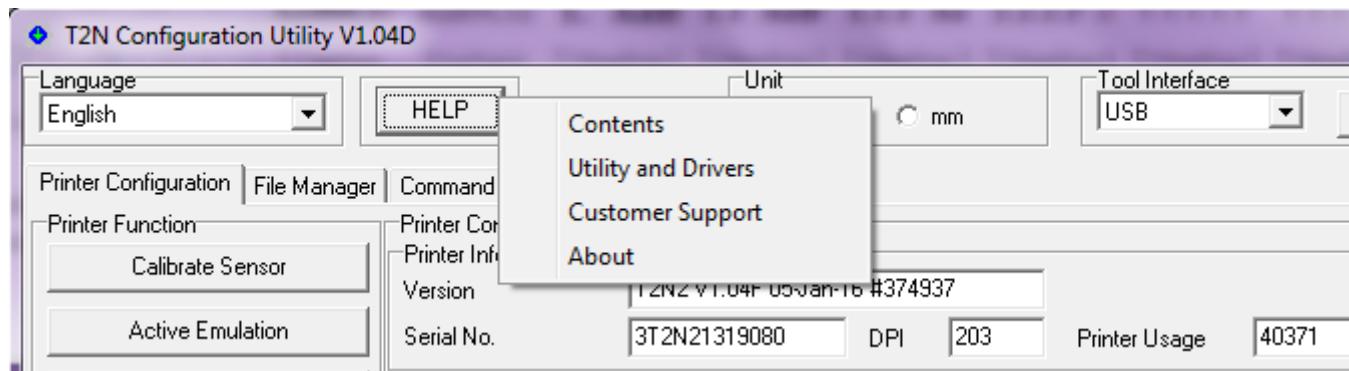 T2N Configuration Utility V1.04D
Language
Unit
Tool Interface
English
HELP
mm
USB
Contents
Utility and Drivers
Customer Support
About
Printer Configuration
File Manager
Command
Printer Function
Printer
Calibrate Sensor
Printer
Version
T2N2 V1.04F 05-Jan-16 #374937
Active Emulation
Serial No.
3T2N21319080
DPI
203
Printer Usage
40371